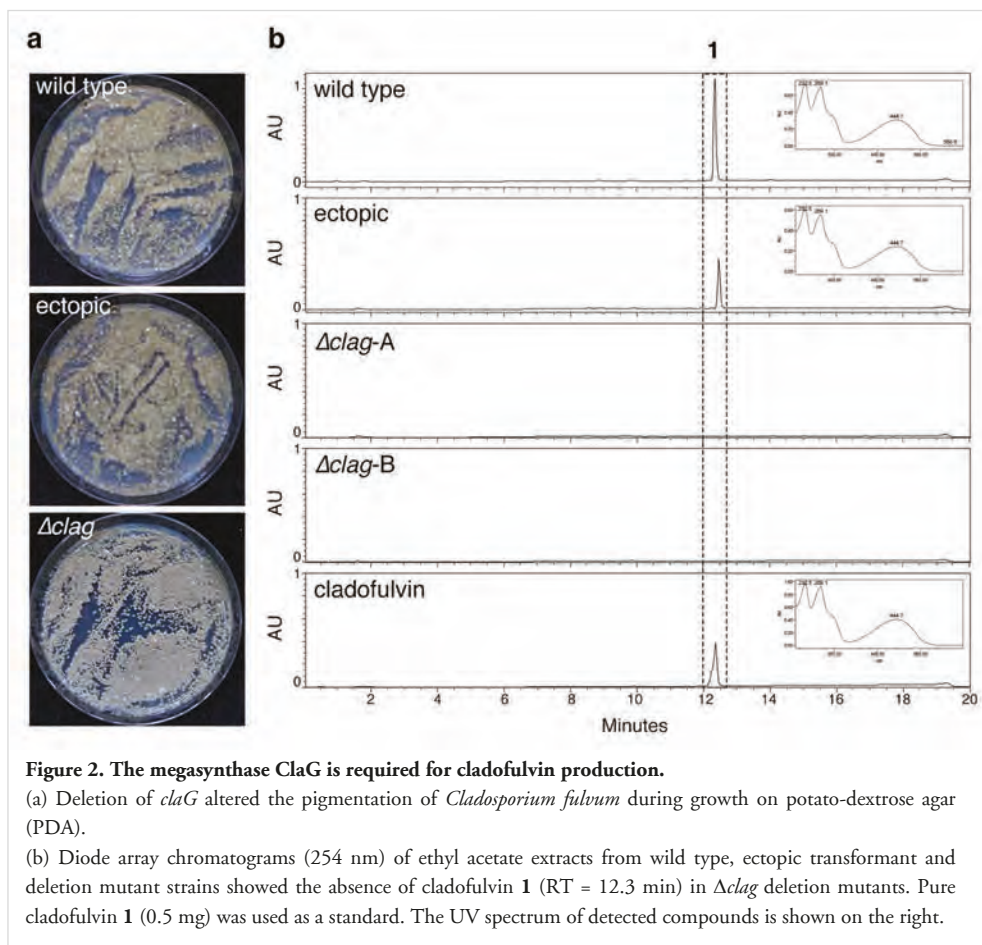 a
b
1
wild type
ectopic
Δclag
wild type
AU
1
0
ectopic
AU
1
0
Δclag-A
AU
1
0
Δclag-B
AU
1
0
cladofulvin
AU
1
0
2 4 6 8 10 12 14 16 18 20
Minutes
Figure 2. The megasynthase ClaG is required for cladofulvin production.
(a) Deletion of claG altered the pigmentation of Cladosporium fulvum during growth on potato-dextrose agar
(PDA).
(b) Diode array chromatograms (254 nm) of ethyl acetate extracts from wild type, ectopic transformant and
deletion mutant strains showed the absence of cladofulvin 1 (RT = 12.3 min) in Δclag deletion mutants. Pure
cladofulvin 1 (0.5 mg) was used as a standard. The UV spectrum of detected compounds is shown on the right.